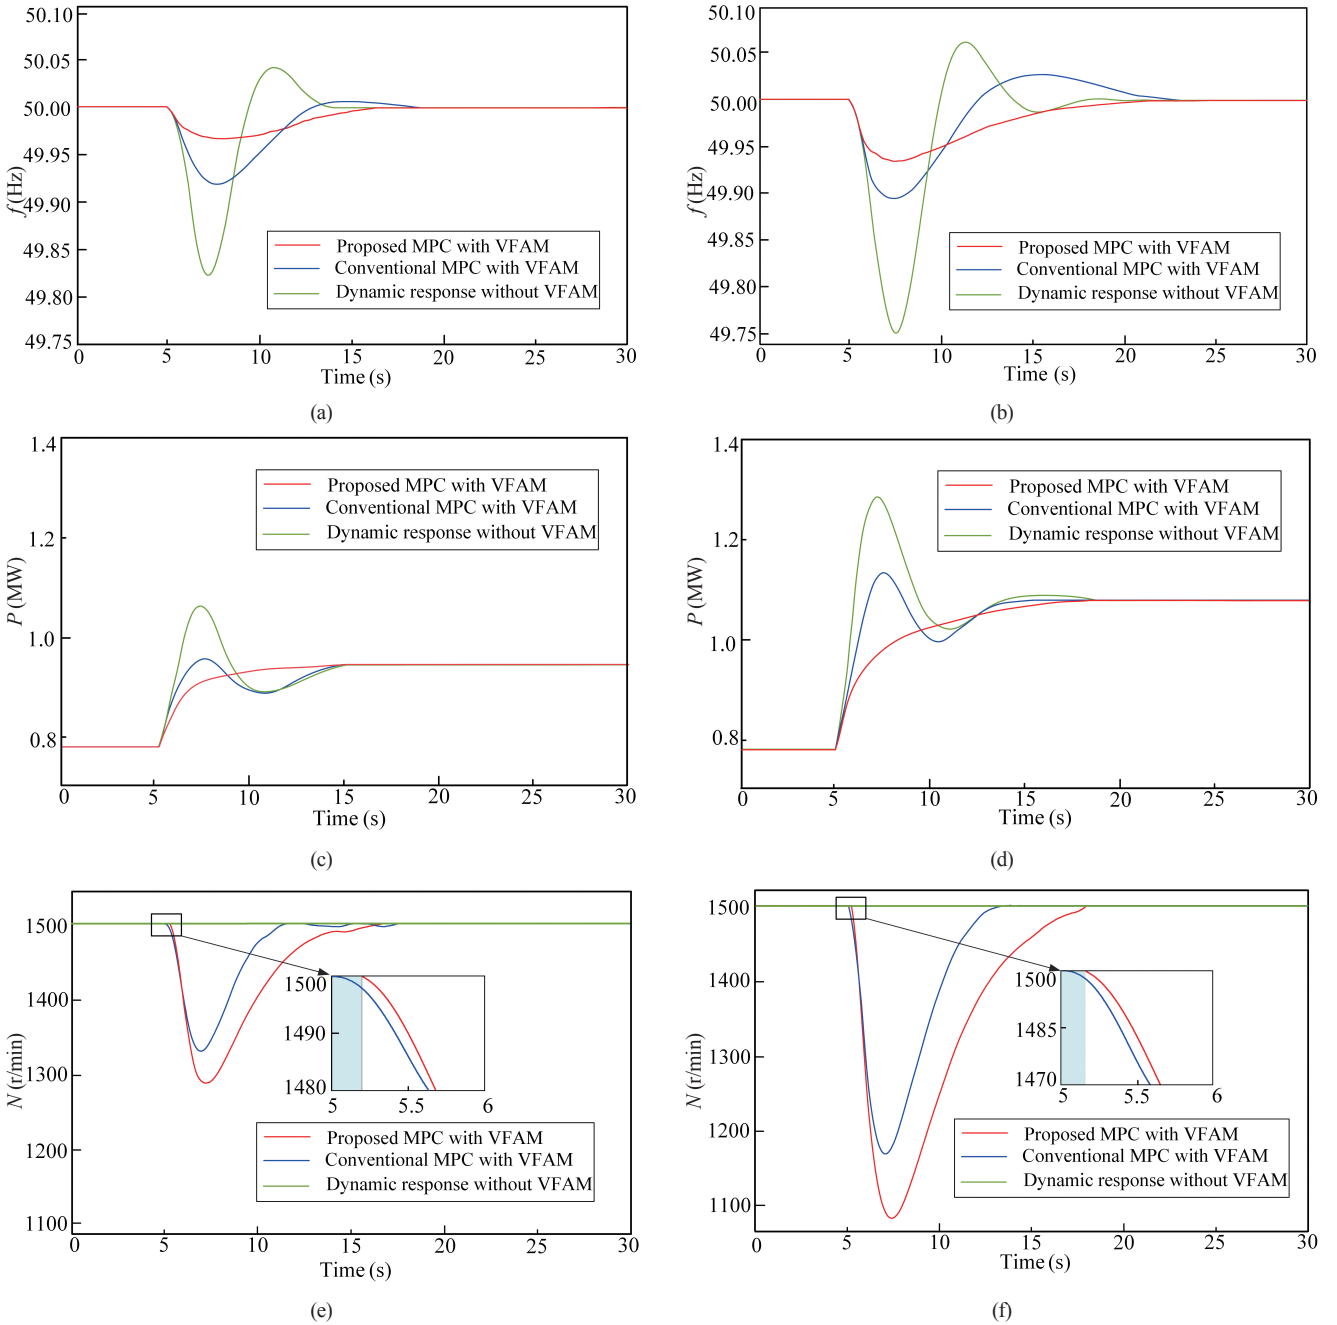 50.10
50.05
50.00
49.95
49.90
49.85
49.80
49.75
f (Hz)
Proposed MPC with VFAM
Conventional MPC with VFAM
Dynamic response without VFAM
0 5 10 15 20 25 30
Time (s)
(a)
50.10
50.05
50.00
49.95
49.90
49.85
49.80
49.75
f (Hz)
Proposed MPC with VFAM
Conventional MPC with VFAM
Dynamic response without VFAM
0 5 10 15 20 25 30
Time (s)
(b)
1.4
1.2
1.0
0.8
P (MW)
Proposed MPC with VFAM
Conventional MPC with VFAM
Dynamic response without VFAM
0 5 10 15 20 25 30
Time (s)
(c)
1.4
1.2
1.0
0.8
P (MW)
Proposed MPC with VFAM
Conventional MPC with VFAM
Dynamic response without VFAM
0 5 10 15 20 25 30
Time (s)
(d)
1500
1400
1300
1200
1100
N (r/min)
1500
1490
1480
5 5.5 6
Proposed MPC with VFAM
Conventional MPC with VFAM
Dynamic response without VFAM
0 5 10 15 20 25 30
Time (s)
(e)
1500
1400
1300
1200
1100
N (r/min)
1500
1485
1470
5 5.5 6
Proposed MPC with VFAM
Conventional MPC with VFAM
Dynamic response without VFAM
0 5 10 15 20 25 30
Time (s)
(f)